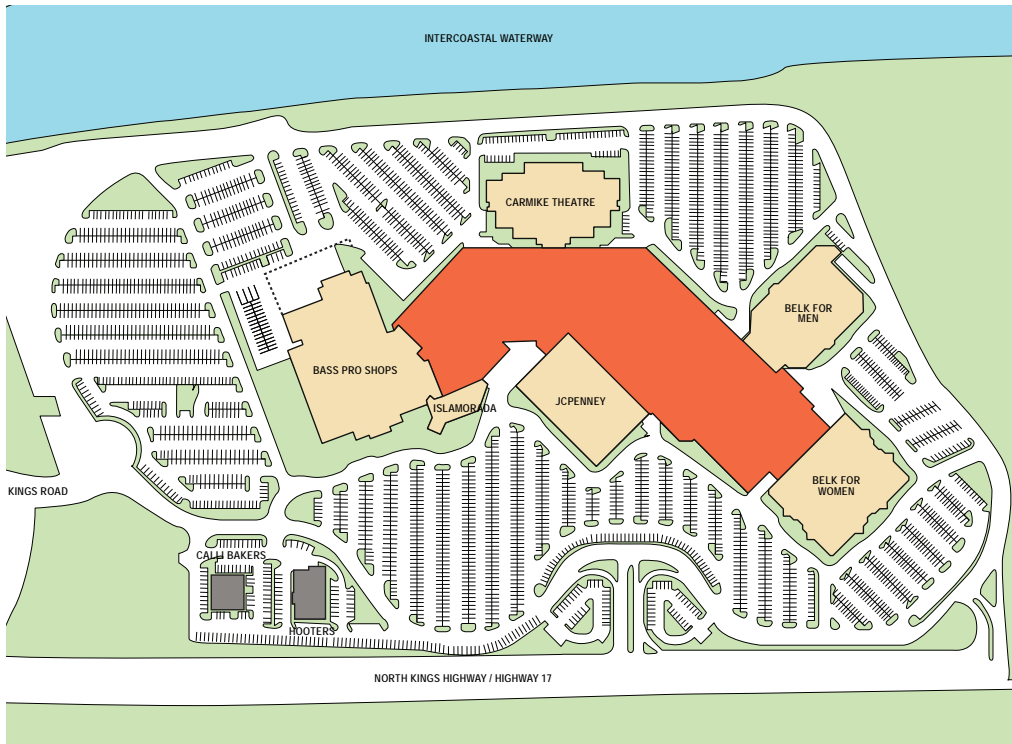 INTERCOASTAL WATERWAY
CARMIKE THEATRE
BELK FOR
MEN
BASS PRO SHOPS
JCPENNEY
ISLAMORADA
BELK FOR
WOMEN
KINGS ROAD
CALLI BAKERS
HOOTERS
NORTH KINGS HIGHWAY / HIGHWAY 17